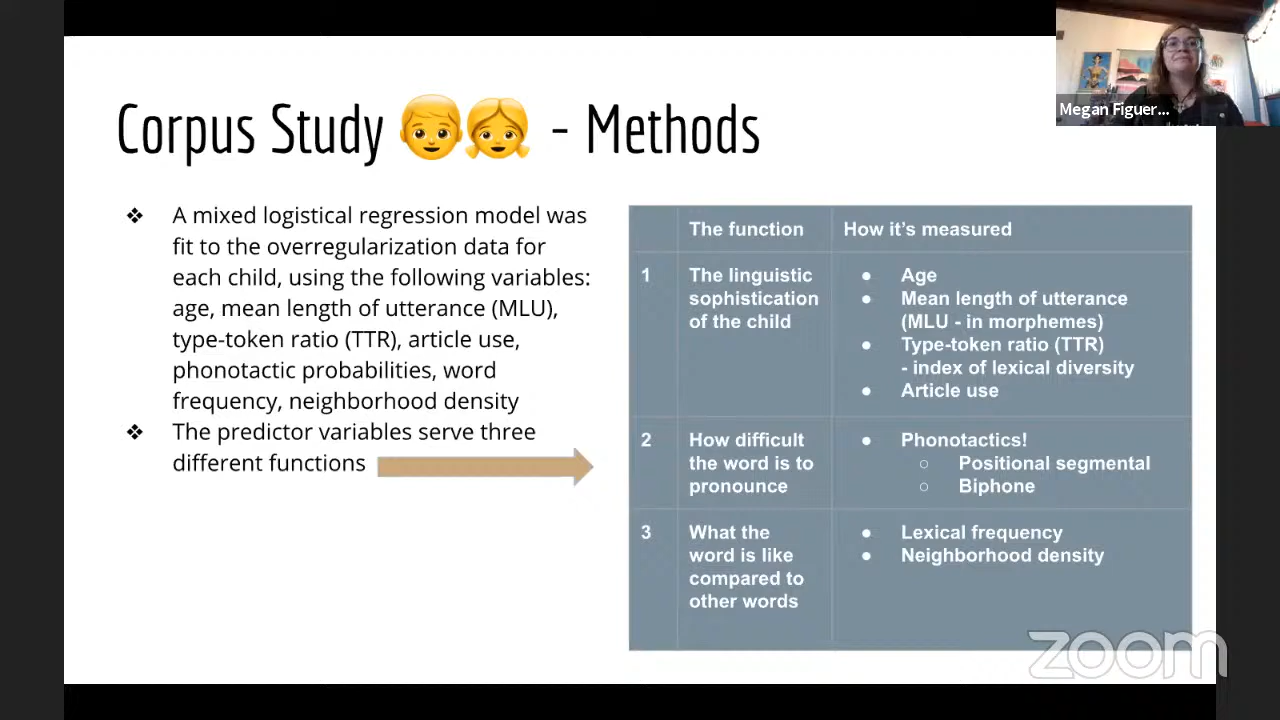 Megan Figuer...
Corpus Study 👦👧 - Methods
❖ A mixed logistical regression model was
fit to the overregularization data for
each child, using the following variables:
age, mean length of utterance (MLU),
type-token ratio (TTR), article use,
phonotactic probabilities, word
frequency, neighborhood density
❖ The predictor variables serve three
different functions
The function How it's measured
1 The linguistic
sophistication
of the child
● Age
● Mean length of utterance
(MLU - in morphemes)
● Type-token ratio (TTR)
- index of lexical diversity
● Article use
2 How difficult
the word is to
pronounce
● Phonotactics!
○ Positional segmental
○ Biphone
3 What the
word is like
compared to
other words
● Lexical frequency
● Neighborhood density
zoom